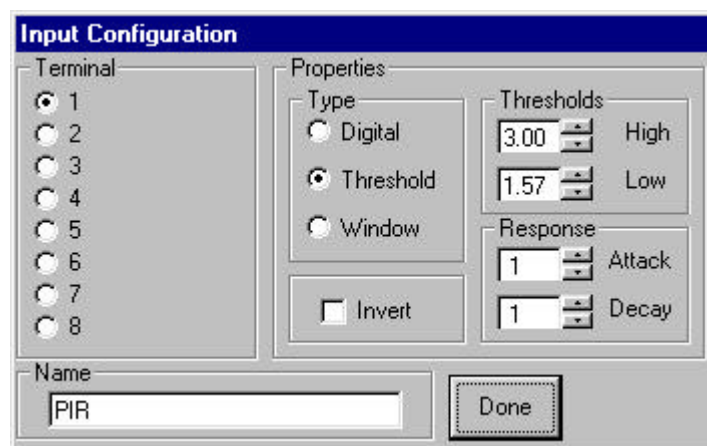 Input Configuration
Terminal
1
2
3
4
5
6
7
8
Properties
Type
Digital
Threshold
Window
Invert
Thresholds
3.00 High
1.57 Low
Response
1 Attack
1 Decay
Name
PIR
Done